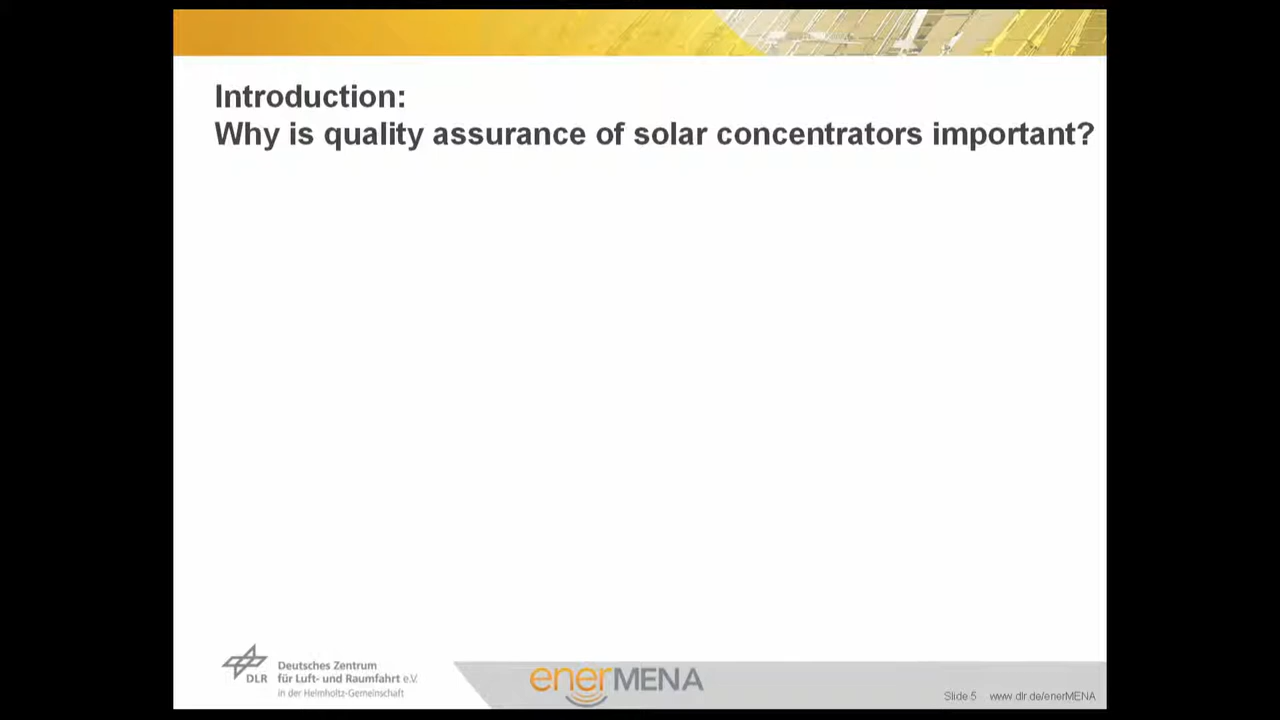 Introduction:
Why is quality assurance of solar concentrators important?
DLR
Deutsches Zentrum
für Luft- und Raumfahrt e.V.
in der Helmholtz-Gemeinschaft
enerMENA
Slide 5 www.dlr.de/enerMENA